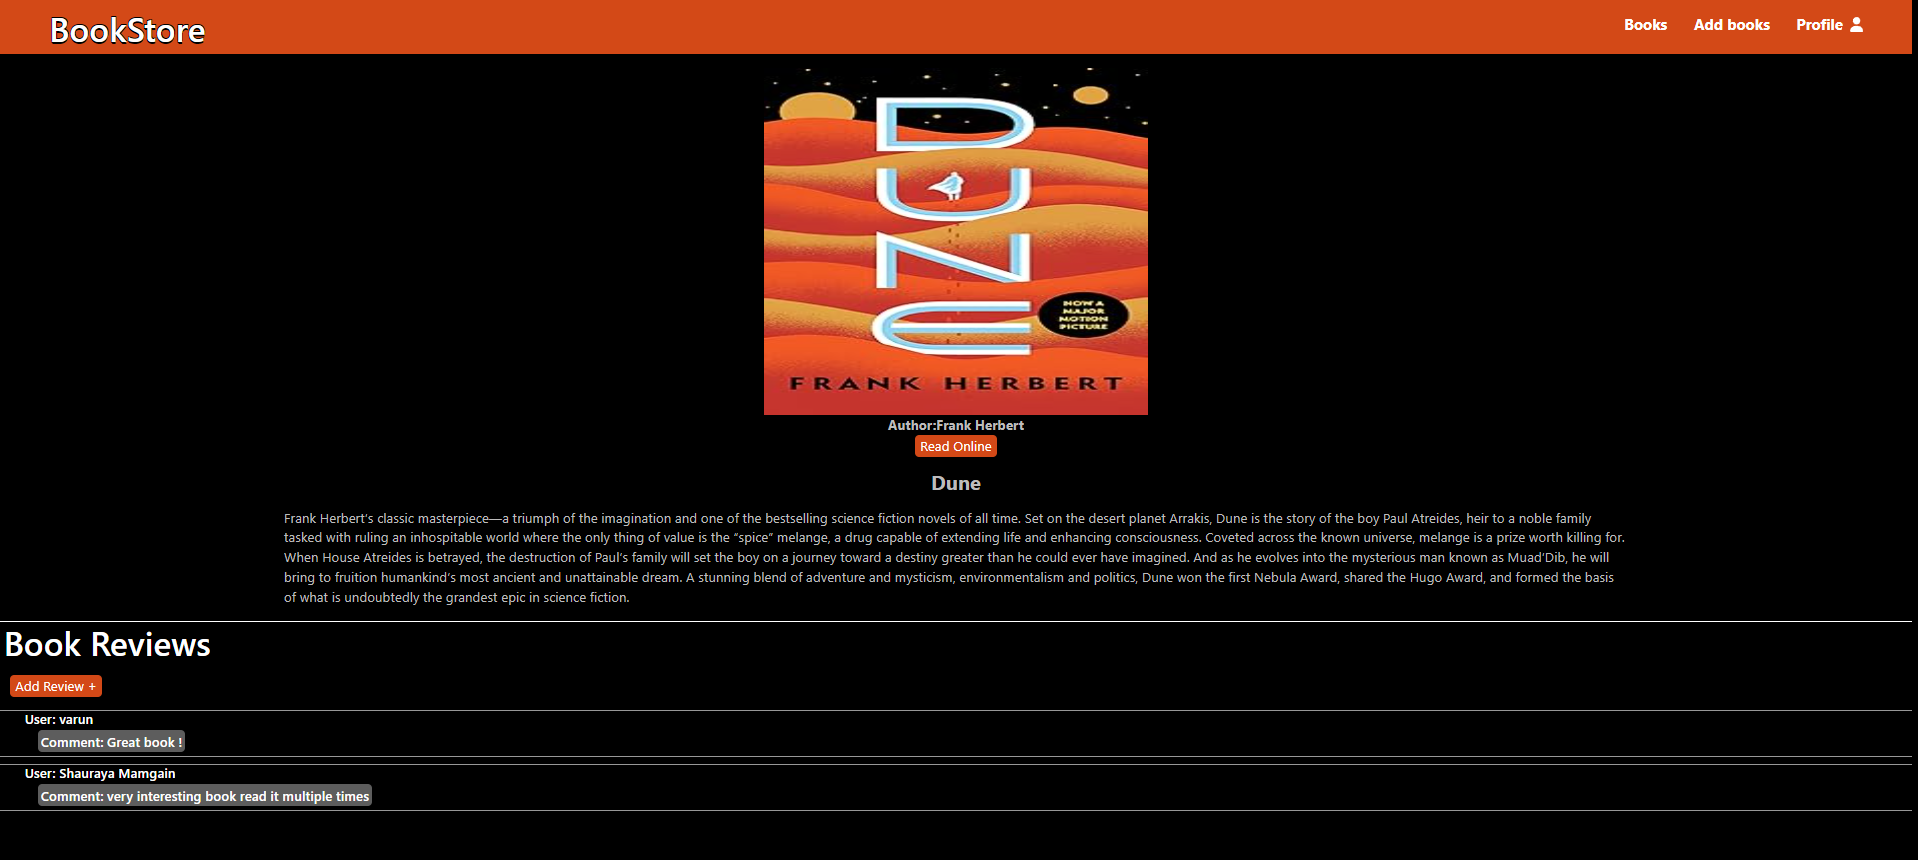 BookStore
Books Add books Profile
DUNE
NOW A
MAJOR
MOTION
PICTURE
FRANK HERBERT
Author:Frank Herbert
Read Online
Dune
Frank Herbert’s classic masterpiece—a triumph of the imagination and one of the bestselling science fiction novels of all time. Set on the desert planet Arrakis, Dune is the story of the boy Paul Atreides, heir to a noble family
tasked with ruling an inhospitable world where the only thing of value is the “spice” melange, a drug capable of extending life and enhancing consciousness. Coveted across the known universe, melange is a prize worth killing for.
When House Atreides is betrayed, the destruction of Paul’s family will set the boy on a journey toward a destiny greater than he could ever have imagined. And as he evolves into the mysterious man known as Muad’Dib, he will
bring to fruition humankind’s most ancient and unattainable dream. A stunning blend of adventure and mysticism, environmentalism and politics, Dune won the first Nebula Award, shared the Hugo Award, and formed the basis
of what is undoubtedly the grandest epic in science fiction.
Book Reviews
Add Review +
User: varun
Comment: Great book !
User: Shauraya Mamgain
Comment: very interesting book read it multiple times